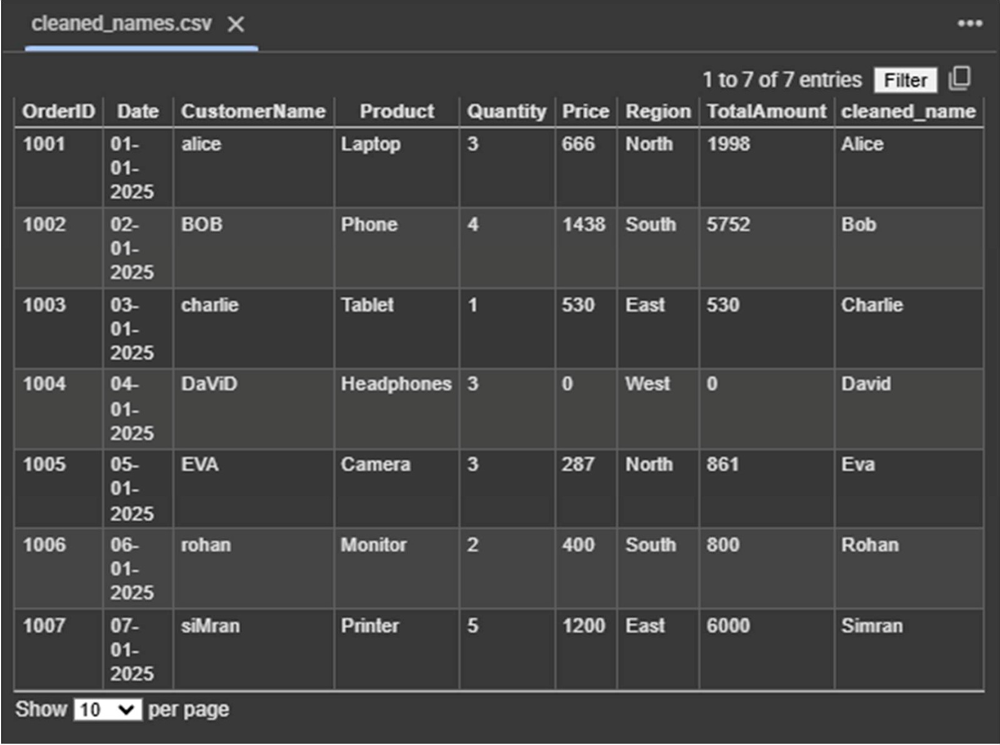 cleaned_names.csv
1 to 7 of 7 entries Filter
OrderID Date CustomerName Product Quantity Price Region TotalAmount cleaned_name
1001 01-01-2025 alice Laptop 3 666 North 1998 Alice
1002 02-01-2025 BOB Phone 4 1438 South 5752 Bob
1003 03-01-2025 charlie Tablet 1 530 East 530 Charlie
1004 04-01-2025 DaViD Headphones 3 0 West 0 David
1005 05-01-2025 EVA Camera 3 287 North 861 Eva
1006 06-01-2025 rohan Monitor 2 400 South 800 Rohan
1007 07-01-2025 siMran Printer 5 1200 East 6000 Simran
Show 10 per page